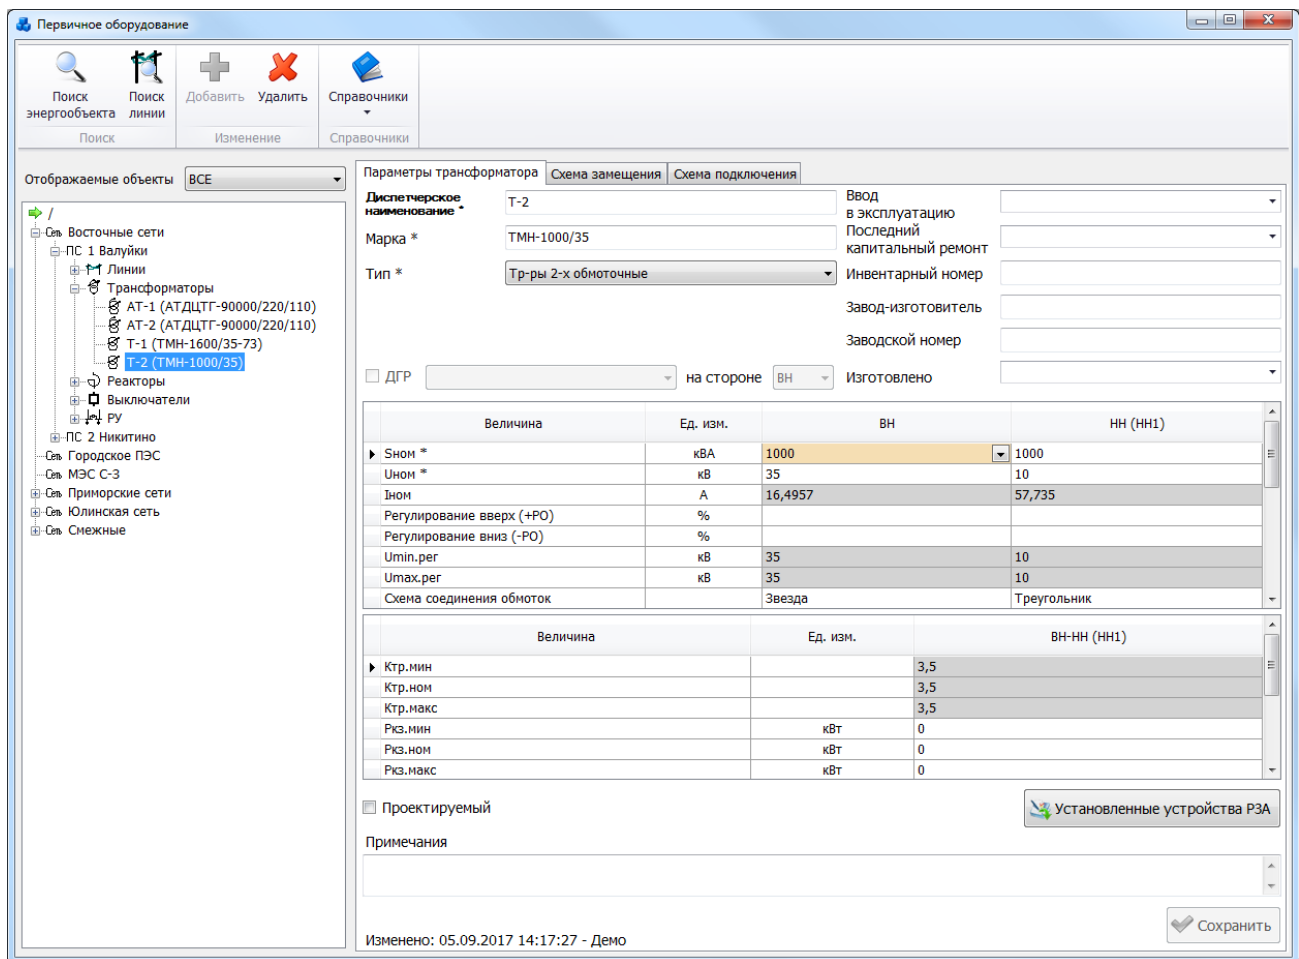 Первичное оборудование
Поиск энергообъекта
Поиск линии
Добавить
Удалить
Справочники
Поиск
Изменение
Справочники
Отображаемые объекты ВСЕ
/
Сеть Восточные сети
ПС 1 Валуйки
Линии
Трансформаторы
АТ-1 (АТДЦТГ-90000/220/110)
АТ-2 (АТДЦТГ-90000/220/110)
Т-1 (ТМН-1600/35-73)
Т-2 (ТМН-1000/35)
Реакторы
Выключатели
РУ
ПС 2 Никитино
Сеть Городское ПЭС
Сеть МЭС С-З
Сеть Приморские сети
Сеть Юлинская сеть
Сеть Смежные
Параметры трансформатора Схема замещения Схема подключения
Диспетчерское наименование * Т-2
Марка * ТМН-1000/35
Тип * Тр-ры 2-х обмоточные
Ввод в эксплуатацию
Последний капитальный ремонт
Инвентарный номер
Завод-изготовитель
Заводской номер
ДГР на стороне ВН Изготовлено
Величина Ед. изм. ВН НН (НН1)
Sном * кВА 1000 1000
Uном * кВ 35 10
Iном А 16,4957 57,735
Регулирование вверх (+РО) %
Регулирование вниз (-РО) %
Umin.рег кВ 35 10
Umax.рег кВ 35 10
Схема соединения обмоток Звезда Треугольник
Величина Ед. изм. ВН-НН (НН1)
Kтр.мин 3,5
Kтр.ном 3,5
Kтр.макс 3,5
Pкз.мин кВт 0
Pкз.ном кВт 0
Pкз.макс кВт 0
Проектируемый
Установленные устройства РЗА
Примечания
Сохранить
Изменено: 05.09.2017 14:17:27 - Демо